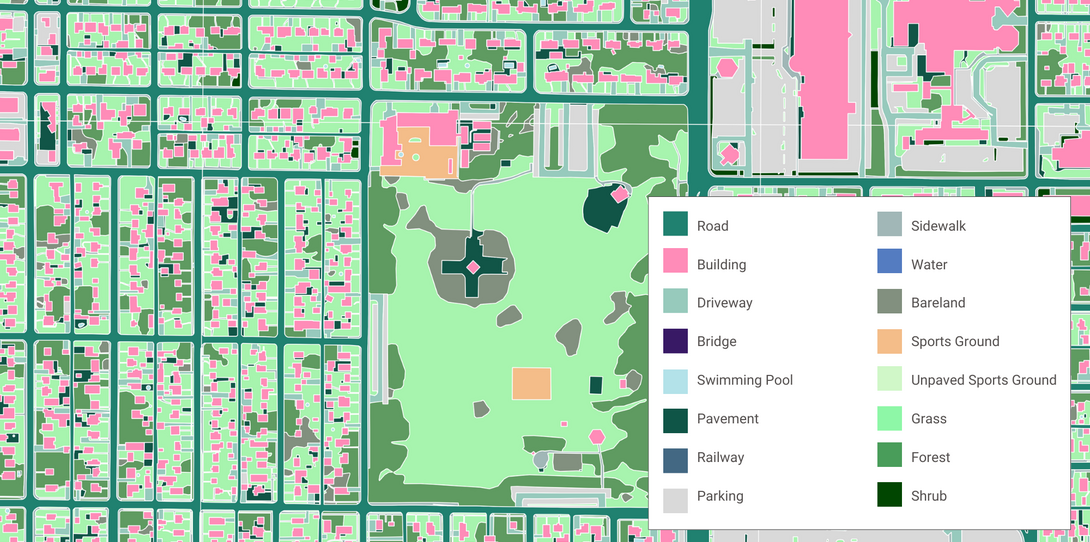 Road
Building
Driveway
Bridge
Swimming Pool
Pavement
Railway
Parking
Sidewalk
Water
Bareland
Sports Ground
Unpaved Sports Ground
Grass
Forest
Shrub